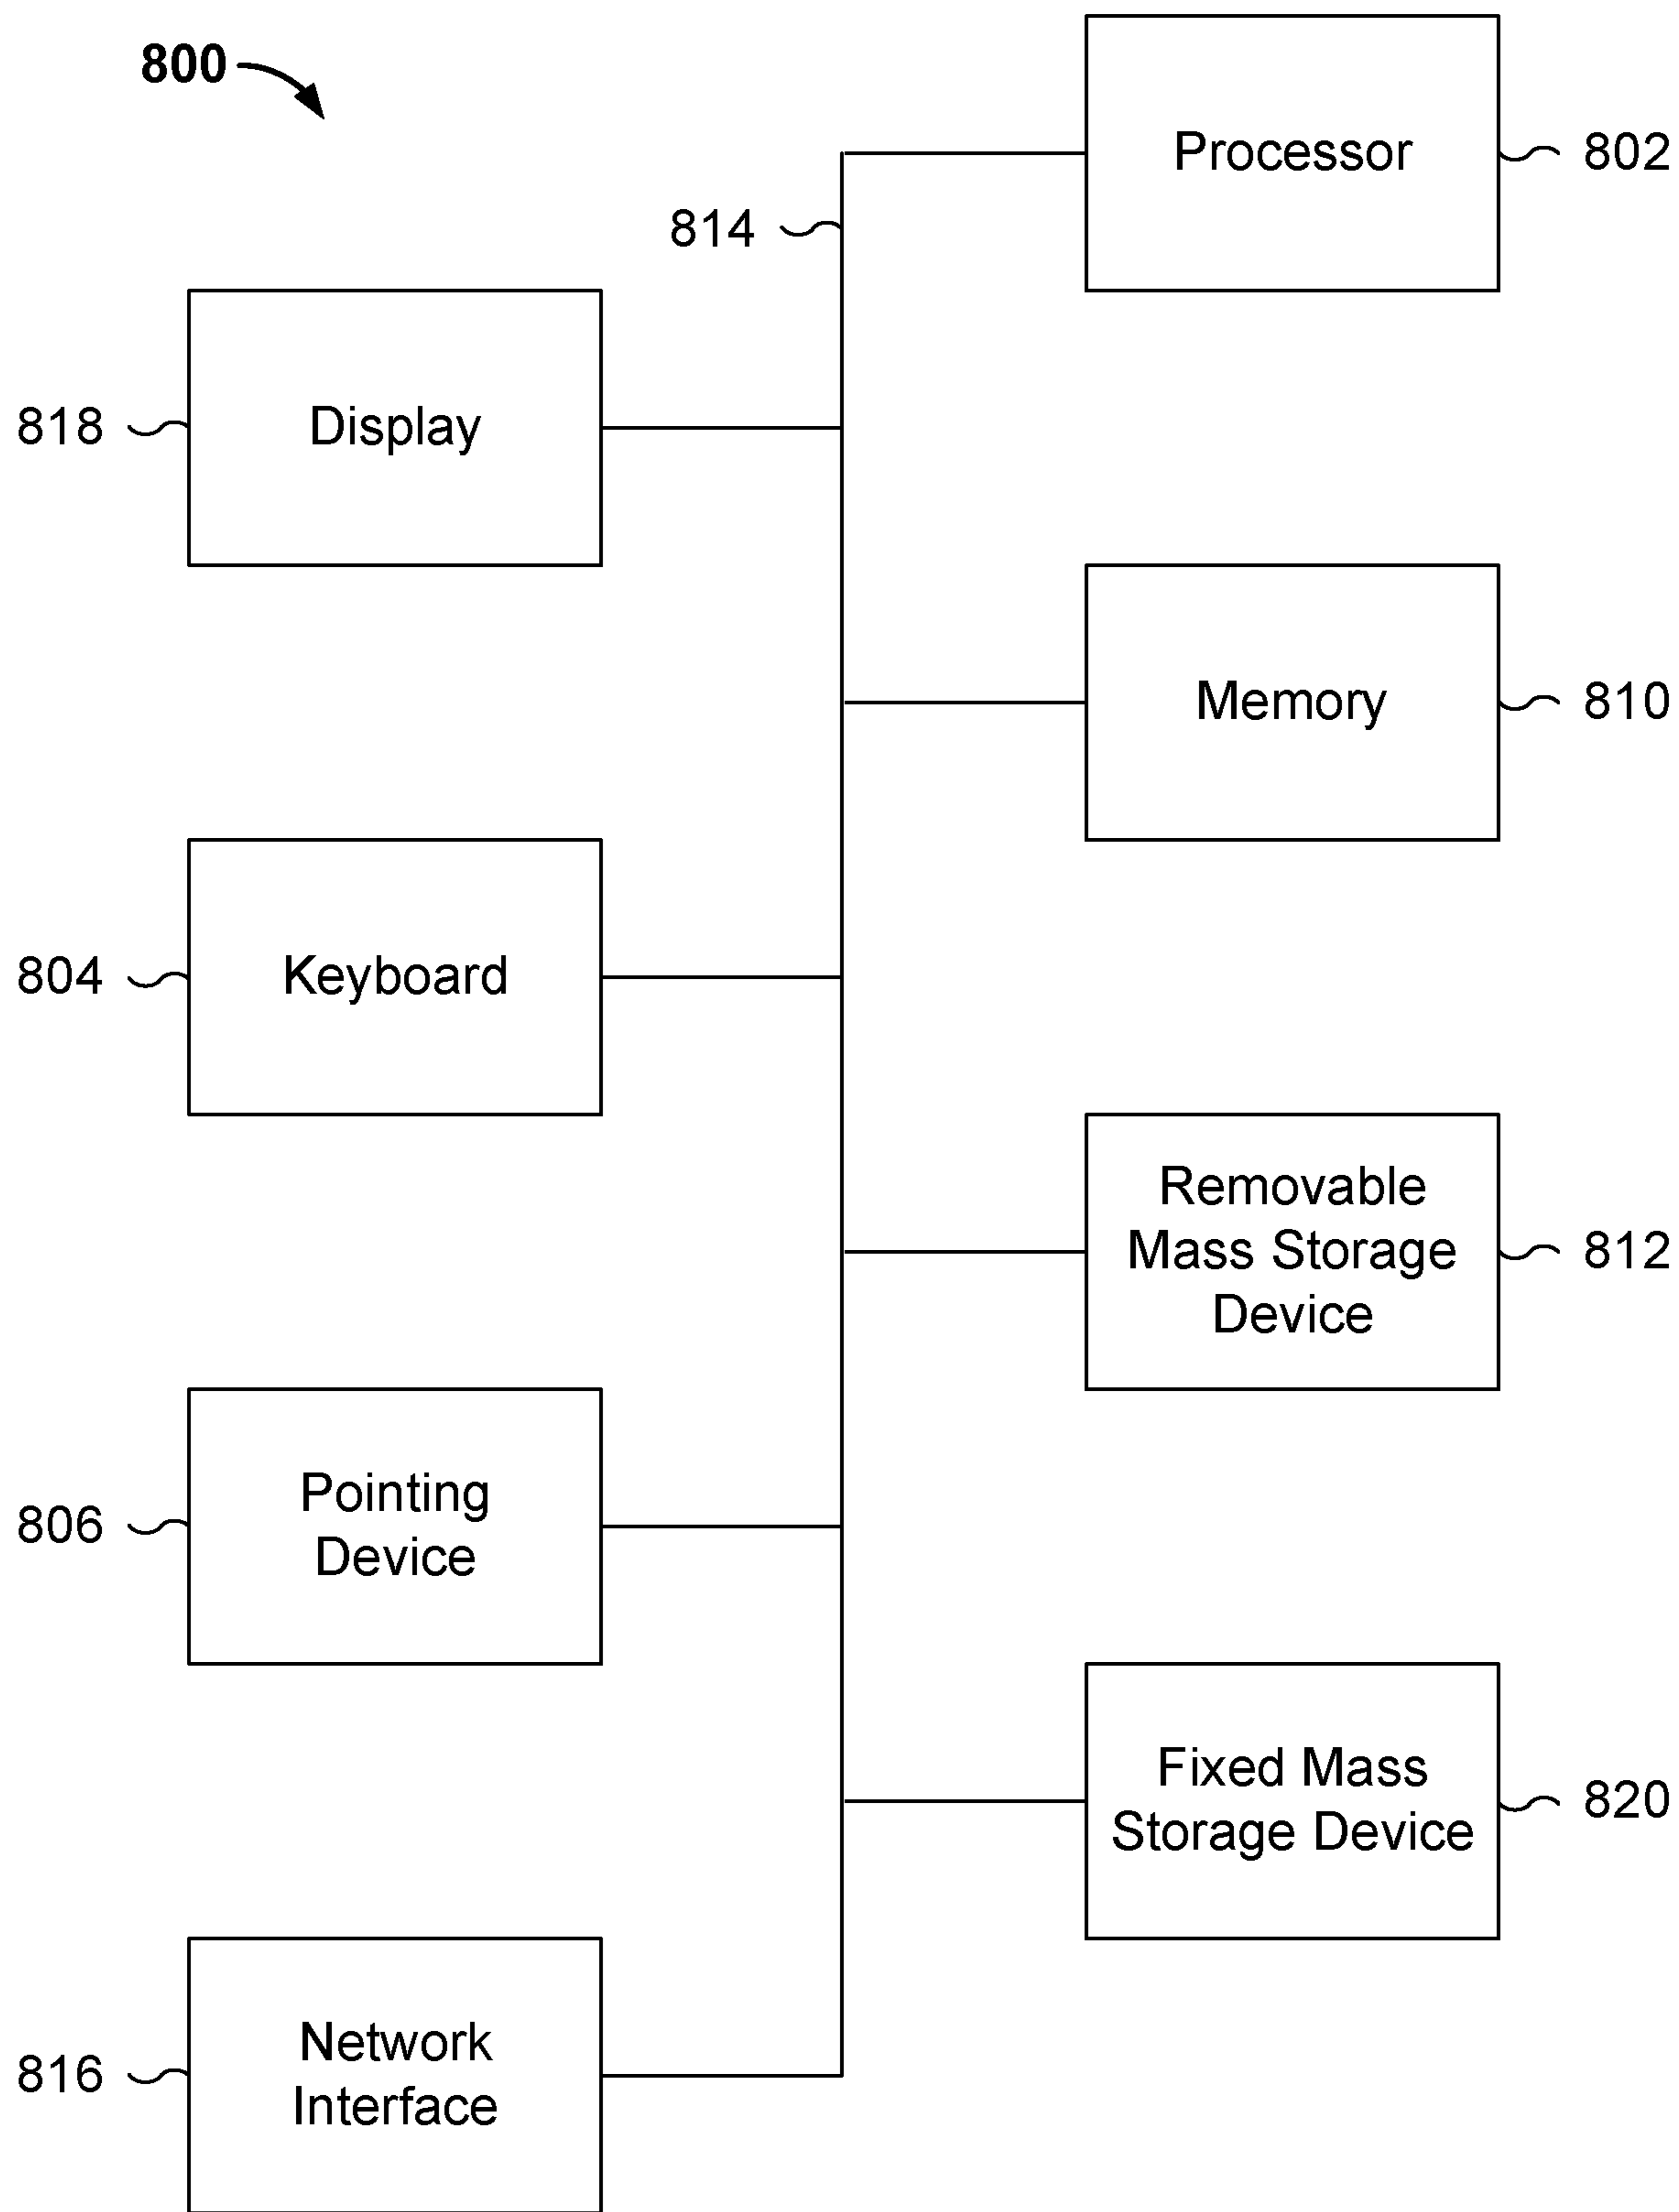 800
Processor
802
814
Display
818
Memory
810
Keyboard
804
Removable
Mass Storage
Device
812
Pointing
Device
806
Fixed Mass
Storage Device
820
Network
Interface
816